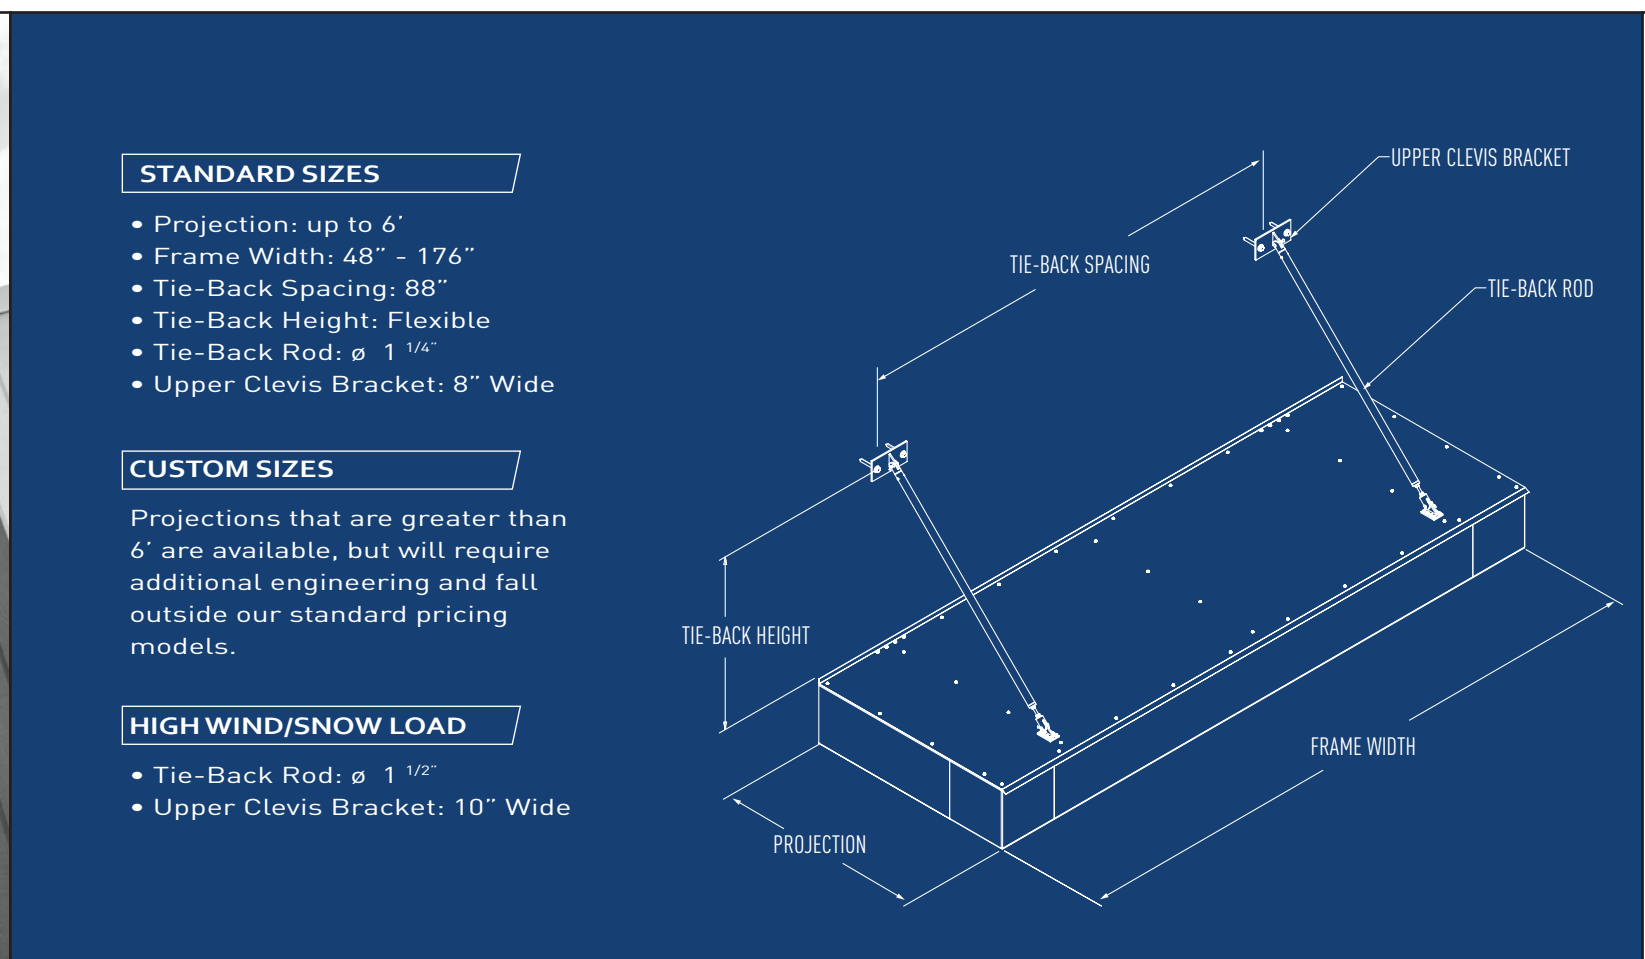 STANDARD SIZES
• Projection: up to 6’
• Frame Width: 48” - 176”
• Tie-Back Spacing: 88”
• Tie-Back Height: Flexible
• Tie-Back Rod: ø 1 1/4”
• Upper Clevis Bracket: 8” Wide
CUSTOM SIZES
Projections that are greater than
6’ are available, but will require
additional engineering and fall
outside our standard pricing
models.
HIGH WIND/SNOW LOAD
• Tie-Back Rod: ø 1 1/2”
• Upper Clevis Bracket: 10” Wide
UPPER CLEVIS BRACKET
TIE-BACK SPACING
TIE-BACK ROD
TIE-BACK HEIGHT
FRAME WIDTH
PROJECTION